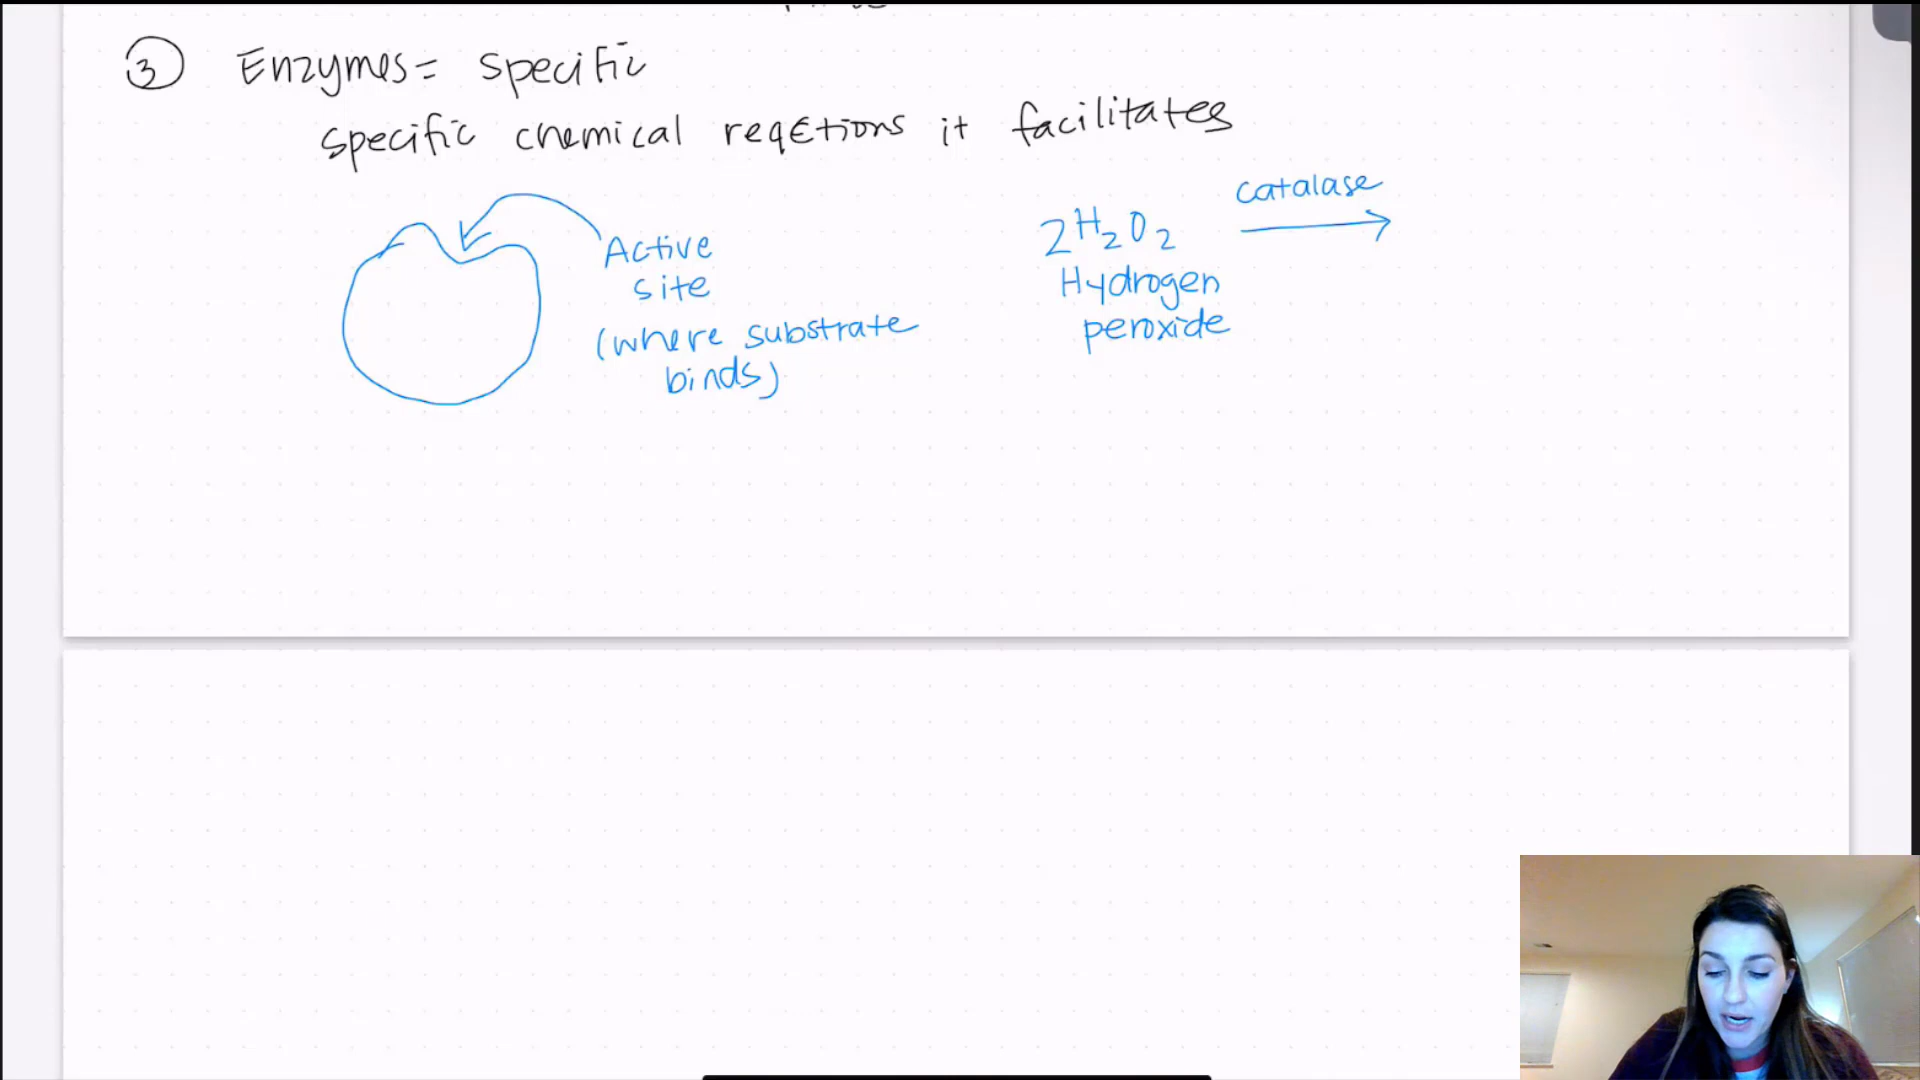 3 Enzymes = specific
specific chemical reactions it facilitates
Active
site
(where substrate
binds)
catalase
2H₂O₂
Hydrogen
peroxide